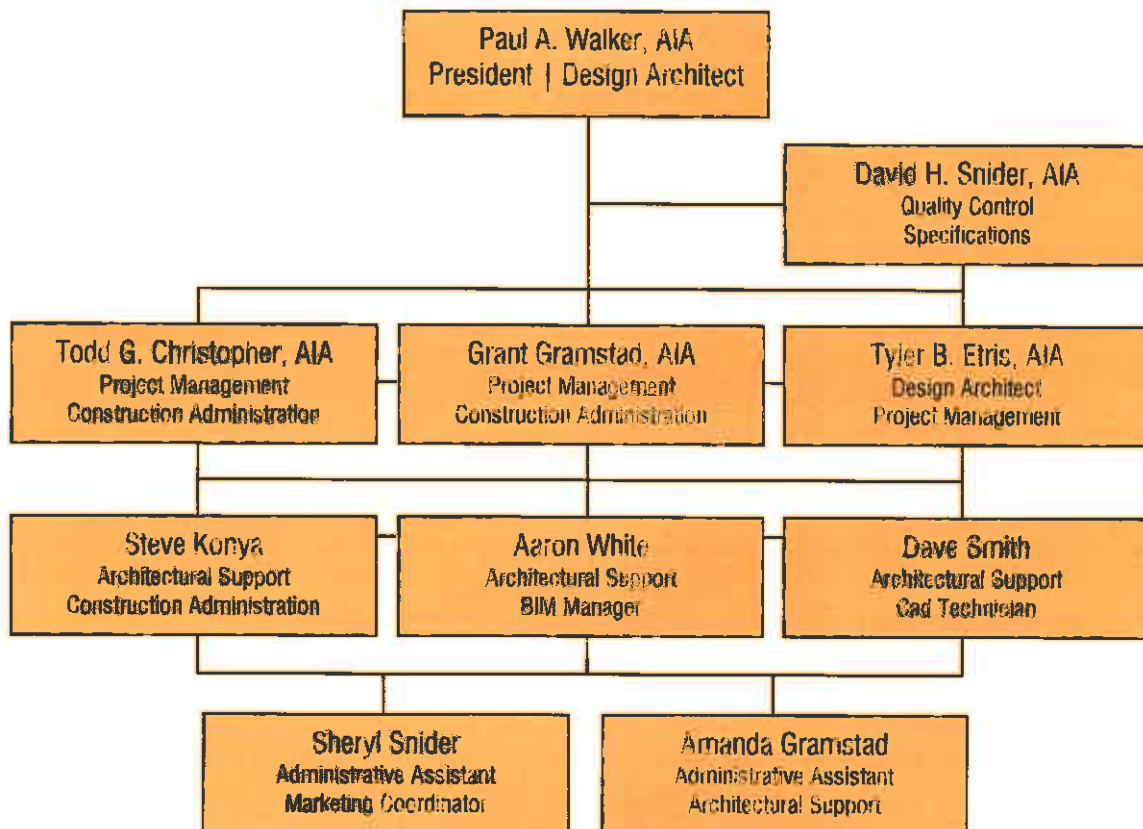 Paul A. Walker, AIA
President | Design Architect
David H. Snider, AIA
Quality Control
Specifications
Todd G. Christopher, AIA
Project Management
Construction Administration
Grant Gramstad, AIA
Project Management
Construction Administration
Tyler B. Etris, AIA
Design Architect
Project Management
Steve Konya
Architectural Support
Construction Administration
Aaron White
Architectural Support
BIM Manager
Dave Smith
Architectural Support
Cad Technician
Sheryl Snider
Administrative Assistant
Marketing Coordinator
Amanda Gramstad
Administrative Assistant
Architectural Support